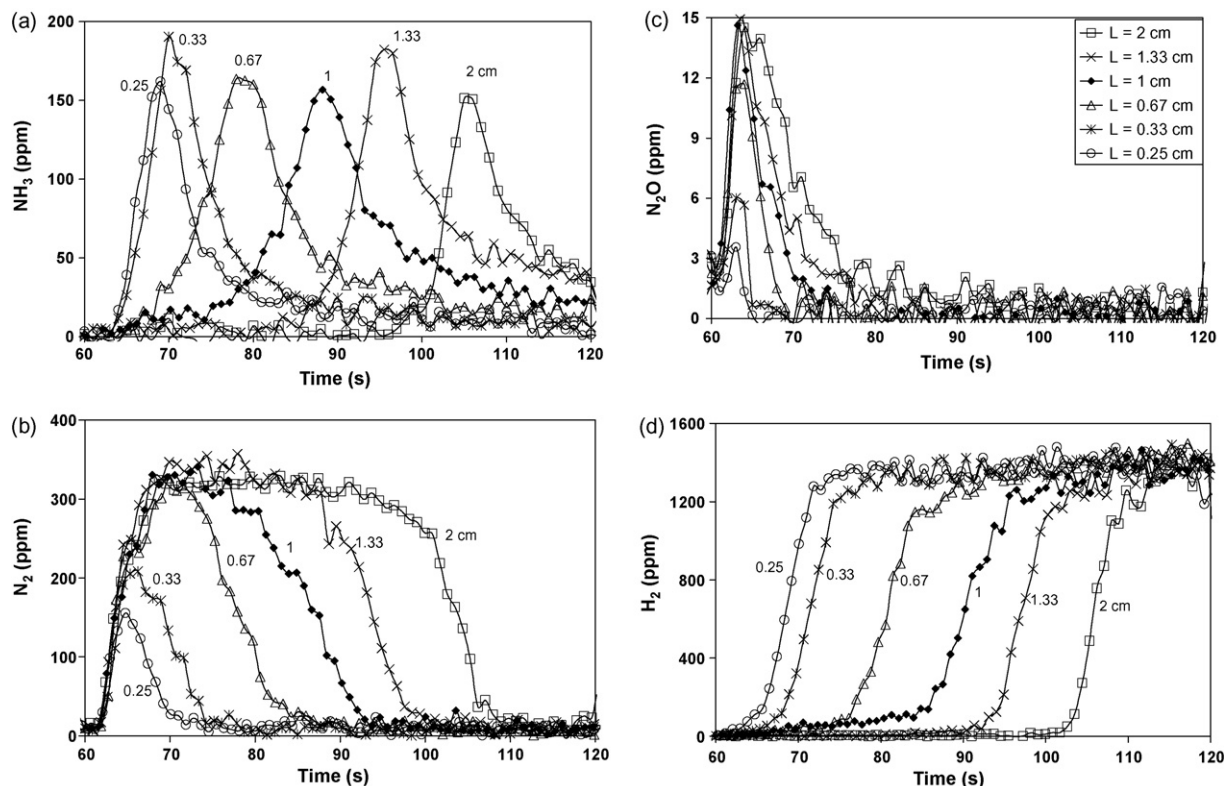 (a)
200
150
100
50
0
NH3 (ppm)
0.25
0.33
0.67
1
1.33
2 cm
60 70 80 90 100 110 120
Time (s)
(c)
15
12
9
6
3
0
N2O (ppm)
L = 2 cm
L = 1.33 cm
L = 1 cm
L = 0.67 cm
L = 0.33 cm
L = 0.25 cm
60 70 80 90 100 110 120
Time (s)
(b)
400
300
200
100
0
N2 (ppm)
0.25
0.33
0.67
1
1.33
2 cm
60 70 80 90 100 110 120
Time (s)
(d)
1600
1200
800
400
0
H2 (ppm)
0.25
0.33
0.67
1
1.33
2 cm
60 70 80 90 100 110 120
Time (s)